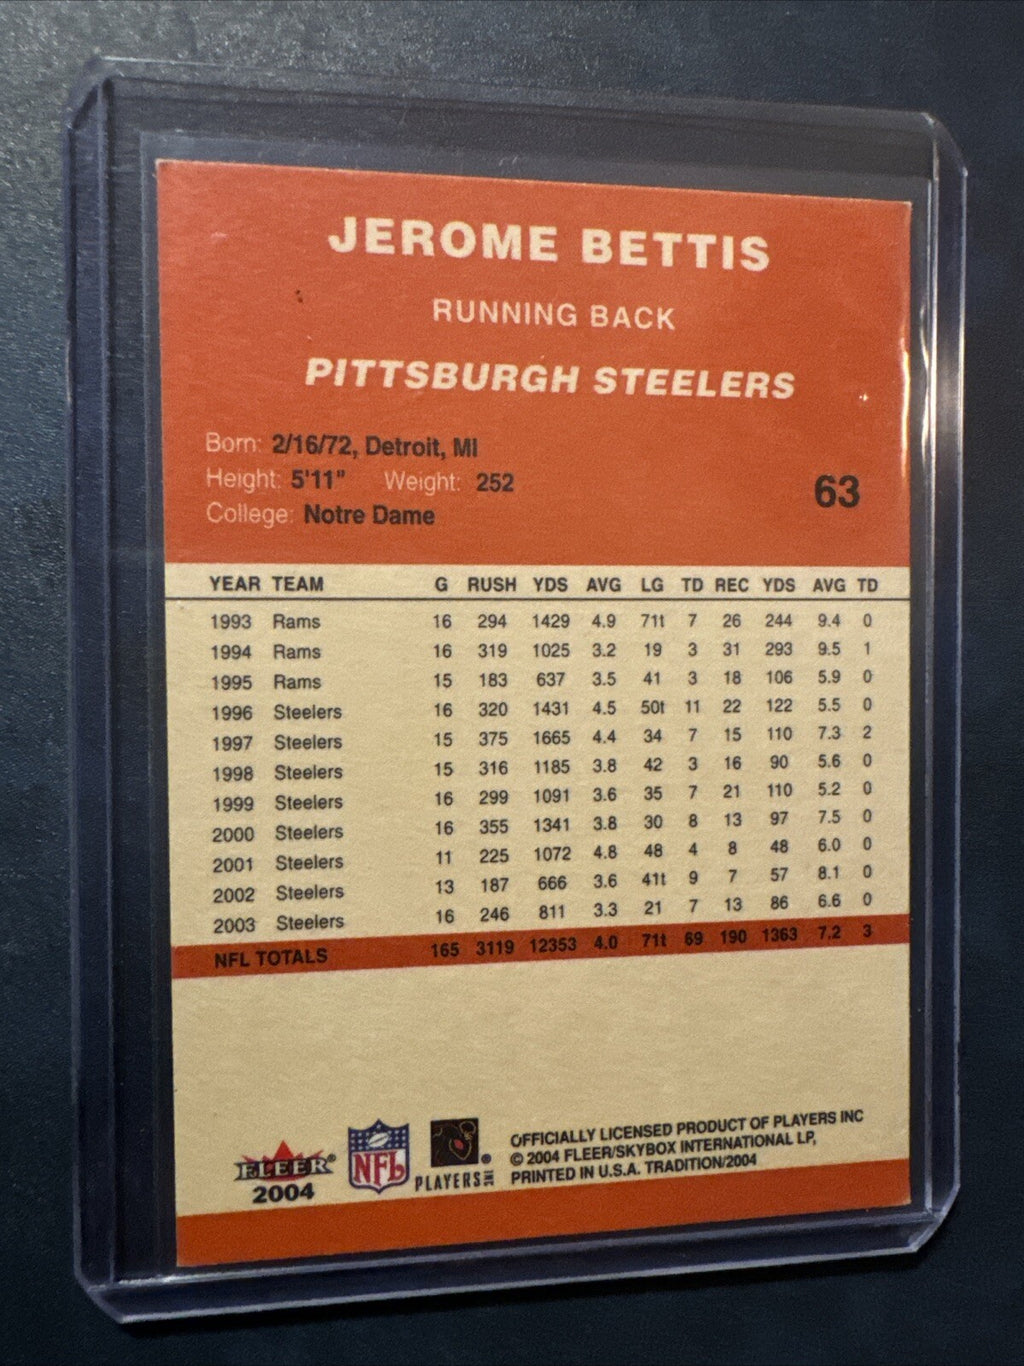 JEROME BETTIS
RUNNING BACK
PITTSBURGH STEELERS
Born: 2/16/72, Detroit, MI
Height: 5'11" Weight: 252
College: Notre Dame
63
YEAR TEAM G RUSH YDS AVG LG TD REC YDS AVG TD
1993 Rams 16 294 1429 4.9 71t 7 26 244 9.4 0
1994 Rams 16 319 1025 3.2 19 3 31 293 9.5 1
1995 Rams 15 183 637 3.5 41 3 18 106 5.9 0
1996 Steelers 16 320 1431 4.5 50t 11 22 122 5.5 0
1997 Steelers 15 375 1665 4.4 34 7 15 110 7.3 2
1998 Steelers 15 316 1185 3.8 42 3 16 90 5.6 0
1999 Steelers 16 299 1091 3.6 35 7 21 110 5.2 0
2000 Steelers 16 355 1341 3.8 30 8 13 97 7.5 0
2001 Steelers 11 225 1072 4.8 48 4 8 48 6.0 0
2002 Steelers 13 187 666 3.6 41t 9 7 57 8.1 0
2003 Steelers 16 246 811 3.3 21 7 13 86 6.6 0
NFL TOTALS 165 3119 12353 4.0 71t 69 190 1363 7.2 3
FLEER®
2004
NFL
PLAYERS INC
OFFICIALLY LICENSED PRODUCT OF PLAYERS INC
© 2004 FLEER/SKYBOX INTERNATIONAL LP,
PRINTED IN U.S.A. TRADITION/2004